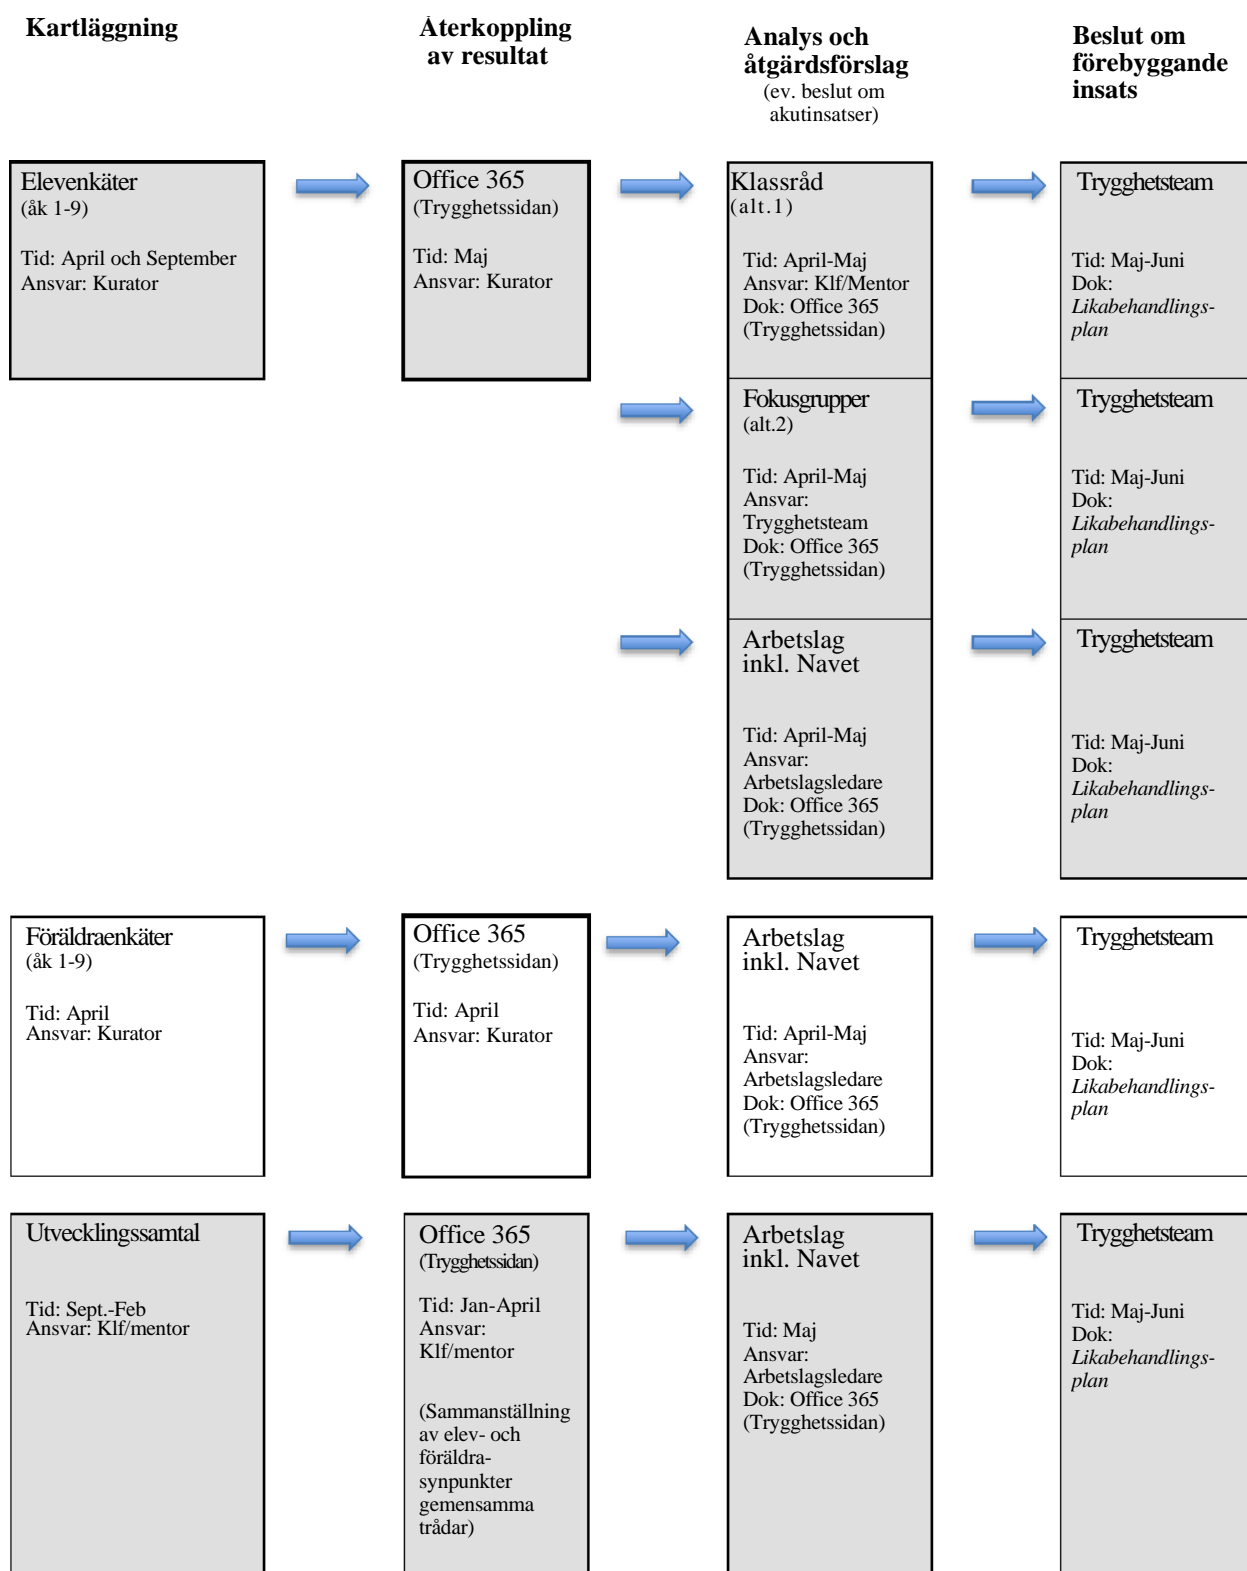 Kartläggning
Återkoppling
av resultat
Analys och
åtgärdsförslag
(ev. beslut om
akutinsatser)
Beslut om
förebyggande
insats
Elevenkäter
(åk 1-9)
Tid: April och September
Ansvar: Kurator
Office 365
(Trygghetssidan)
Tid: Maj
Ansvar: Kurator
Klassråd
(alt.1)
Tid: April-Maj
Ansvar: Klf/Mentor
Dok: Office 365
(Trygghetssidan)
Trygghetsteam
Tid: Maj-Juni
Dok:
Likabehandlings-
plan
Fokusgrupper
(alt.2)
Tid: April-Maj
Ansvar:
Trygghetsteam
Dok: Office 365
(Trygghetssidan)
Trygghetsteam
Tid: Maj-Juni
Dok:
Likabehandlings-
plan
Arbetslag
inkl. Navet
Tid: April-Maj
Ansvar:
Arbetslagsledare
Dok: Office 365
(Trygghetssidan)
Trygghetsteam
Tid: Maj-Juni
Dok:
Likabehandlings-
plan
Föräldraenkäter
(åk 1-9)
Tid: April
Ansvar: Kurator
Office 365
(Trygghetssidan)
Tid: April
Ansvar: Kurator
Arbetslag
inkl. Navet
Tid: April-Maj
Ansvar:
Arbetslagsledare
Dok: Office 365
(Trygghetssidan)
Trygghetsteam
Tid: Maj-Juni
Dok:
Likabehandlings-
plan
Utvecklingssamtal
Tid: Sept.-Feb
Ansvar: Klf/mentor
Office 365
(Trygghetssidan)
Tid: Jan-April
Ansvar:
Klf/mentor
(Sammanställning
av elev- och
föräldra-
synpunkter
gemensamma
trådar)
Arbetslag
inkl. Navet
Tid: Maj
Ansvar:
Arbetslagsledare
Dok: Office 365
(Trygghetssidan)
Trygghetsteam
Tid: Maj-Juni
Dok:
Likabehandlings-
plan